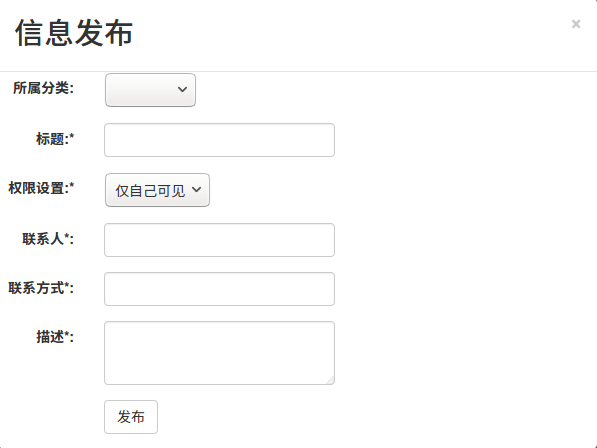 信息发布
×
所属分类:
标题:*
权限设置:* 仅自己可见
联系人*:
联系方式*:
描述*:
发布